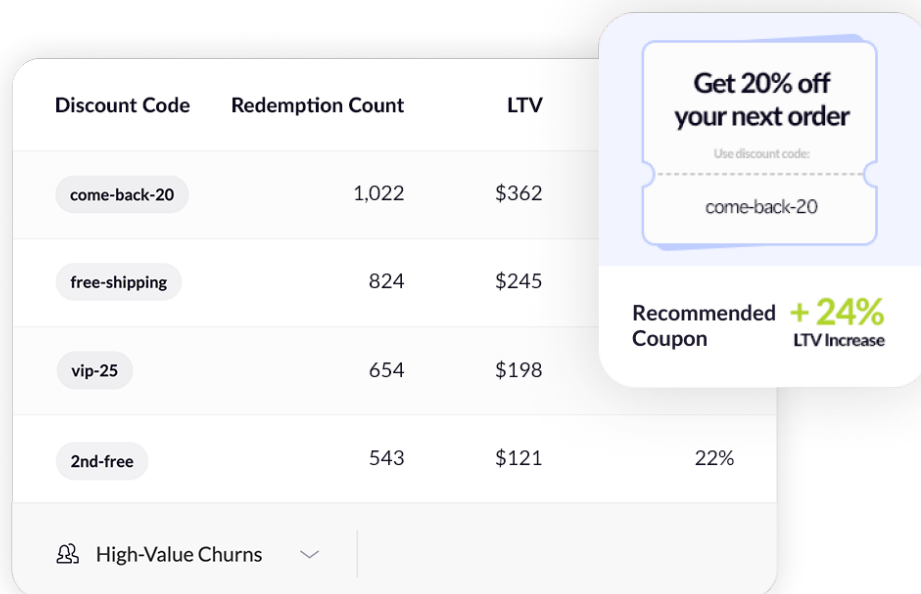 Discount Code Redemption Count LTV
come-back-20 1,022 $362
free-shipping 824 $245
vip-25 654 $198
2nd-free 543 $121 22%
High-Value Churns
Get 20% off
your next order
Use discount code:
come-back-20
Recommended
Coupon
+ 24%
LTV Increase